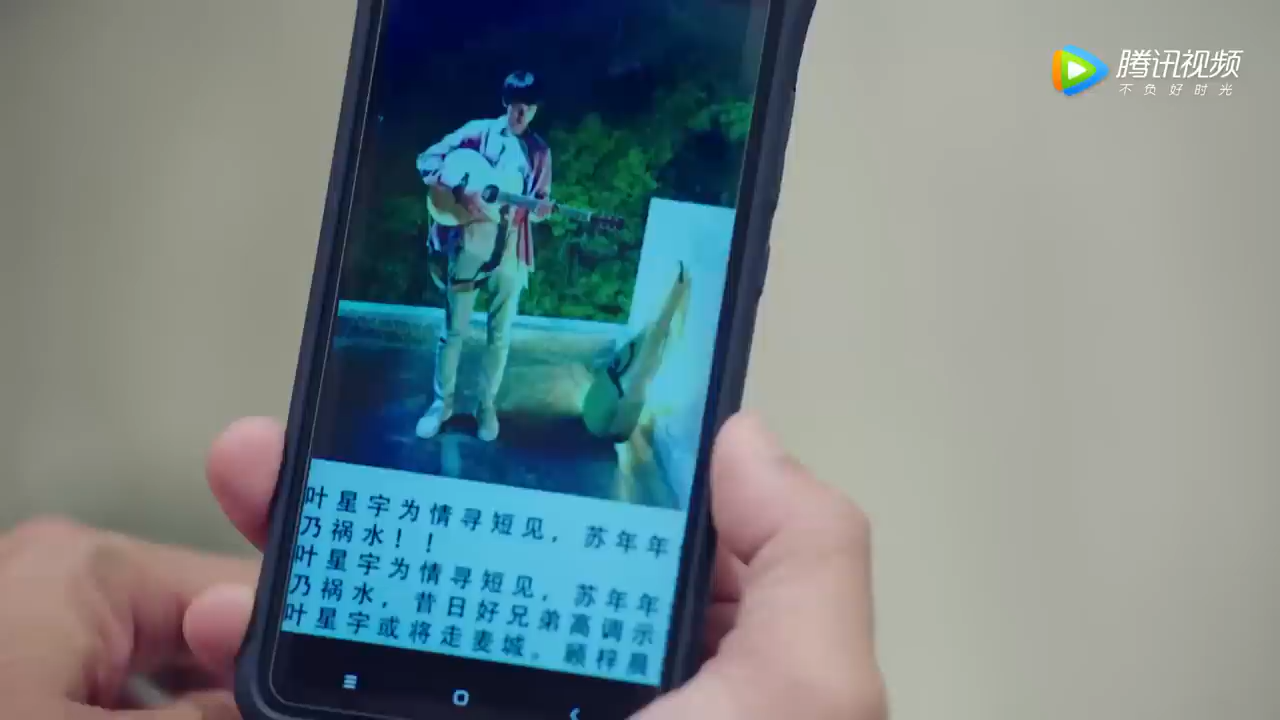 腾讯视频
不负好时光
叶星宇为情寻短见，苏年年
乃祸水！！
叶星宇为情寻短见，苏年年
乃祸水，昔日好兄弟高调示
叶星宇或将走麦城。顾梓晨